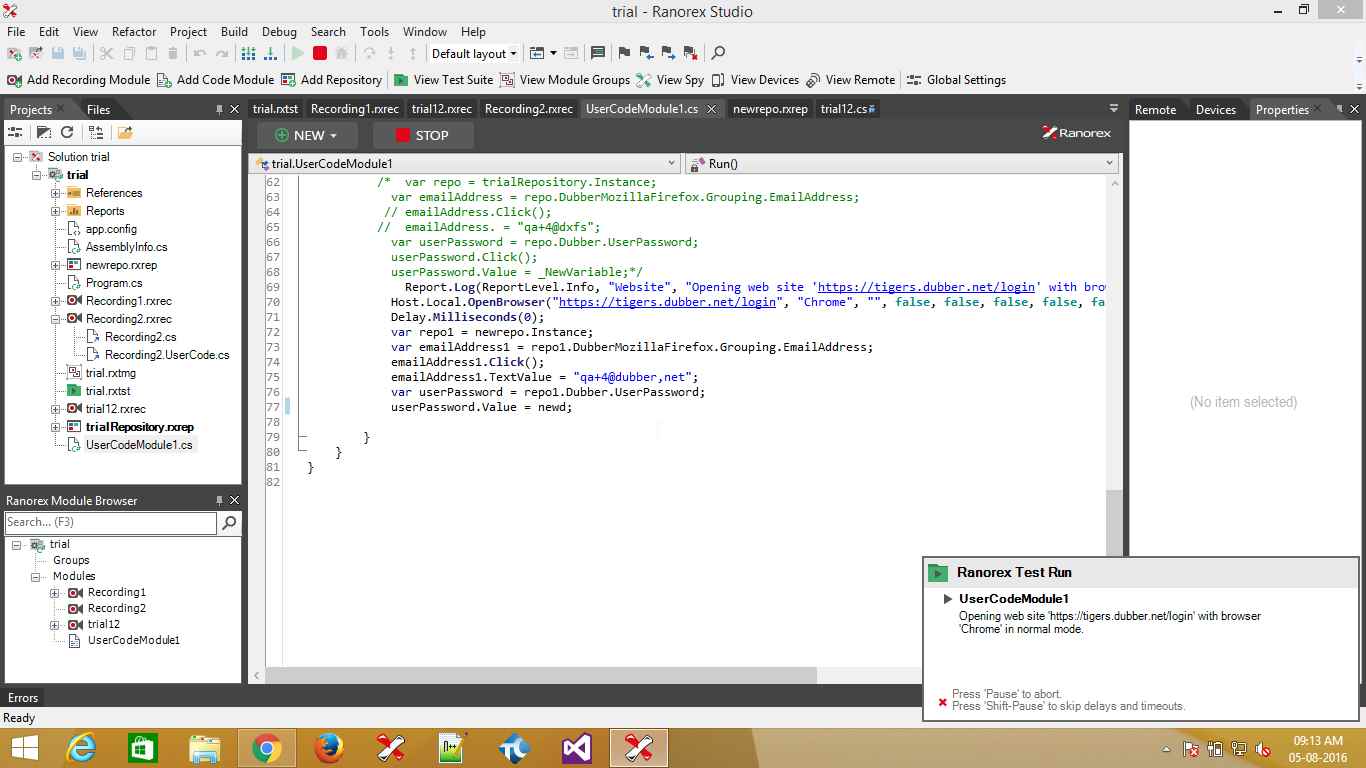 trial - Ranorex Studio
File Edit View Refactor Project Build Debug Search Tools Window Help
Default layout
Add Recording Module Add Code Module Add Repository View Test Suite View Module Groups View Spy View Devices View Remote Global Settings
Projects Files trial.rxtst Recording1.rxrec trial12.rxrec Recording2.rxrec UserCodeModule1.cs newrepo.rxrep trial12.cs Remote Devices Properties
NEW STOP Ranorex
trial.UserCodeModule1 Run()
Solution trial
trial
References
Reports
app.config
AssemblyInfo.cs
newrepo.rxrep
Program.cs
Recording1.rxrec
Recording2.rxrec
Recording2.cs
Recording2.UserCode.cs
trial.rxtmg
trial.rxtst
trial12.rxrec
trialRepository.rxrep
UserCodeModule1.cs
62 /* var repo = trialRepository.Instance;
63 var emailAddress = repo.DubberMozillaFirefox.Grouping.EmailAddress;
64 // emailAddress.Click();
65 // emailAddress. = "qa+4@dxfs";
66 var userPassword = repo.Dubber.UserPassword;
67 userPassword.Click();
68 userPassword.Value = _NewVariable;*/
69 Report.Log(ReportLevel.Info, "Website", "Opening web site 'https://tigers.dubber.net/login' with brow
70 Host.Local.OpenBrowser("https://tigers.dubber.net/login", "Chrome", "", false, false, false, false, fa
71 Delay.Milliseconds(0);
72 var repo1 = newrepo.Instance;
73 var emailAddress1 = repo1.DubberMozillaFirefox.Grouping.EmailAddress;
74 emailAddress1.Click();
75 emailAddress1.TextValue = "qa+4@dubber,net";
76 var userPassword = repo1.Dubber.UserPassword;
77 userPassword.Value = newd;
78
79 }
80 }
81 }
82
(No item selected)
Ranorex Module Browser
Search... (F3)
trial
Groups
Modules
Recording1
Recording2
trial12
UserCodeModule1
Ranorex Test Run
UserCodeModule1
Opening web site 'https://tigers.dubber.net/login' with browser
'Chrome' in normal mode.
Press 'Pause' to abort.
Press 'Shift-Pause' to skip delays and timeouts.
Errors
Ready
09:13 AM
05-08-2016